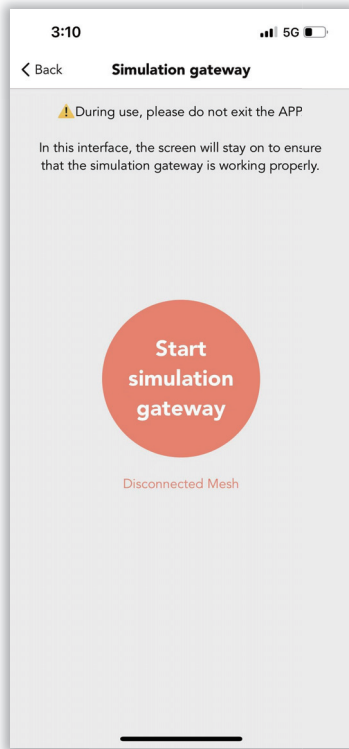 3:10
5G
Back
Simulation gateway
⚠During use, please do not exit the APP
In this interface, the screen will stay on to ensure
that the simulation gateway is working properly.
Start
simulation
gateway
Disconnected Mesh